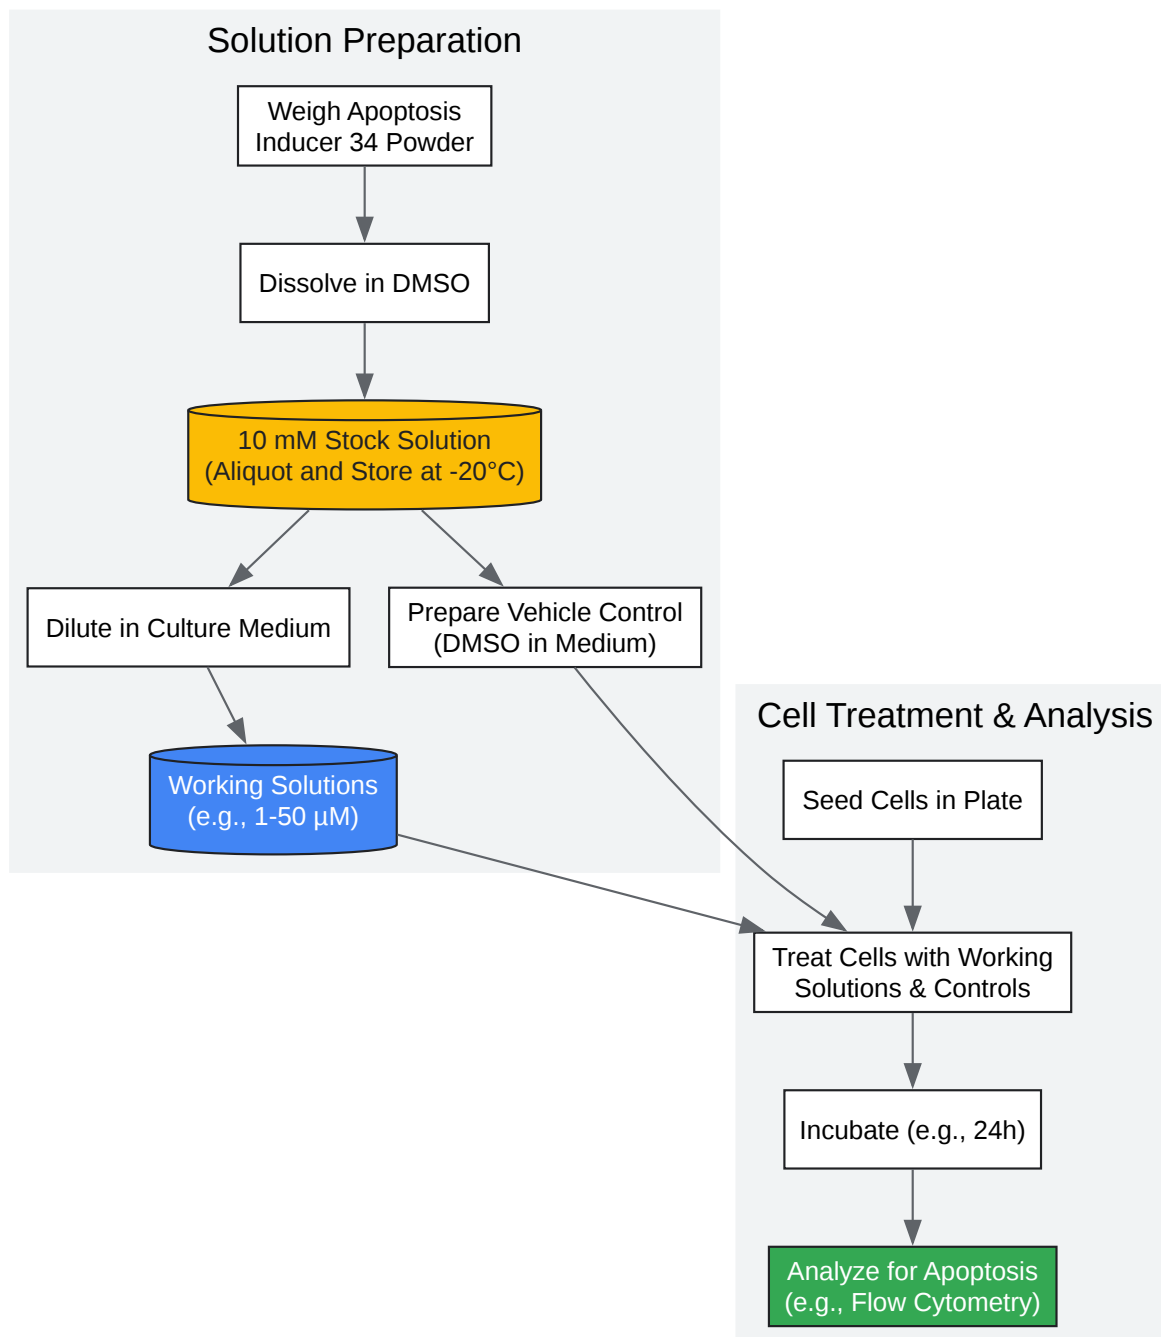 Solution Preparation
Weigh Apoptosis
Inducer 34 Powder
Dissolve in DMSO
10 mM Stock Solution
(Aliquot and Store at -20°C)
Dilute in Culture Medium
Prepare Vehicle Control
(DMSO in Medium)
Working Solutions
(e.g., 1-50 µM)
Cell Treatment & Analysis
Seed Cells in Plate
Treat Cells with Working
Solutions & Controls
Incubate (e.g., 24h)
Analyze for Apoptosis
(e.g., Flow Cytometry)